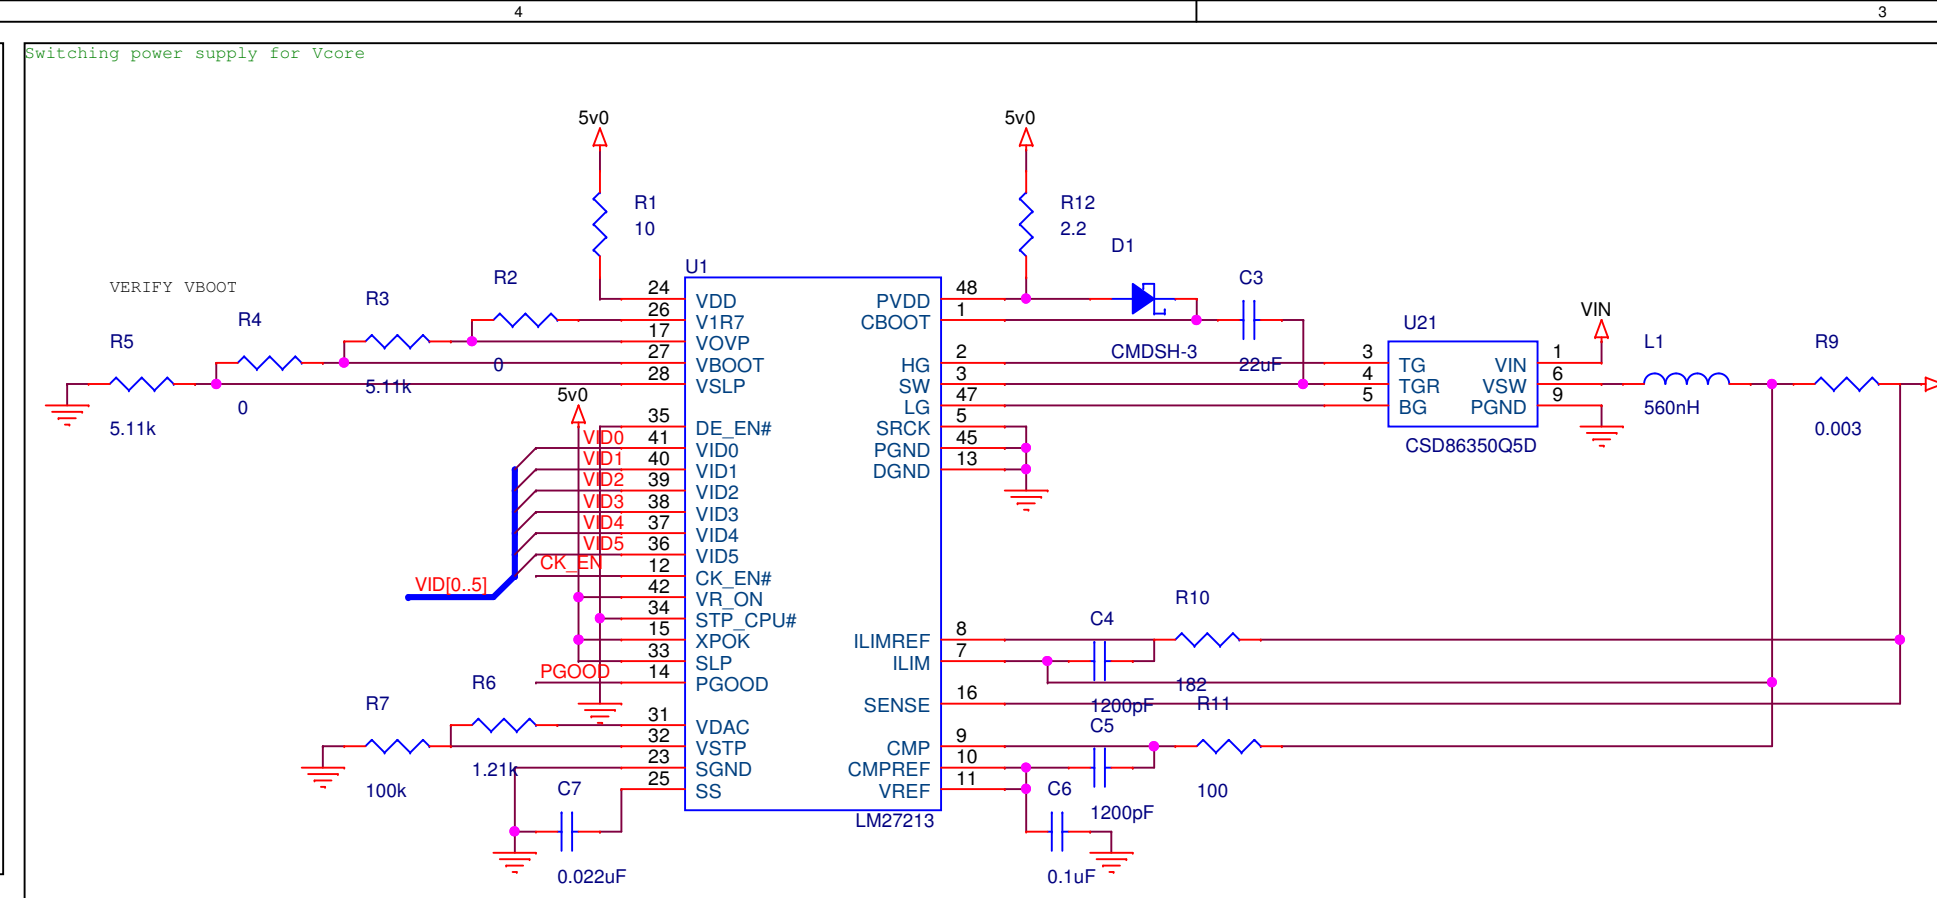 4
3
Switching power supply for Vcore
5v0
5v0
R1
10
R12
2.2
D1
U1
VERIFY VBOOT
R2
R3
R4
R5
C3
24
VDD
26
V1R7
17
VOVP
27
VBOOT
28
VSLP
0
5.11k
0
5.11k
5v0
35
DE_EN#
VID0
41
VID0
VID1
40
VID1
VID2
39
VID2
VID3
38
VID3
VID4
37
VID4
VID5
36
VID5
CK_EN
12
CK_EN#
42
VR_ON
34
STP_CPU#
15
XPOK
33
SLP
PGOOD
14
PGOOD
VID[0..5]
R6
R7
31
VDAC
32
VSTP
23
SGND
25
SS
1.21k
100k
C7
0.022uF
PVDD
48
CBOOT
1
HG
2
SW
3
LG
47
SRCK
5
PGND
45
DGND
13
ILIMREF
8
ILIM
7
SENSE
16
CMP
9
CMPREF
10
VREF
11
LM27213
CMDSH-3
22uF
U21
VIN
L1
R9
3
TG
VIN
1
4
TGR
VSW
6
5
BG
PGND
9
CSD86350Q5D
560nH
0.003
C4
R10
182
1200pF
R11
C5
C6
1200pF
100
0.1uF